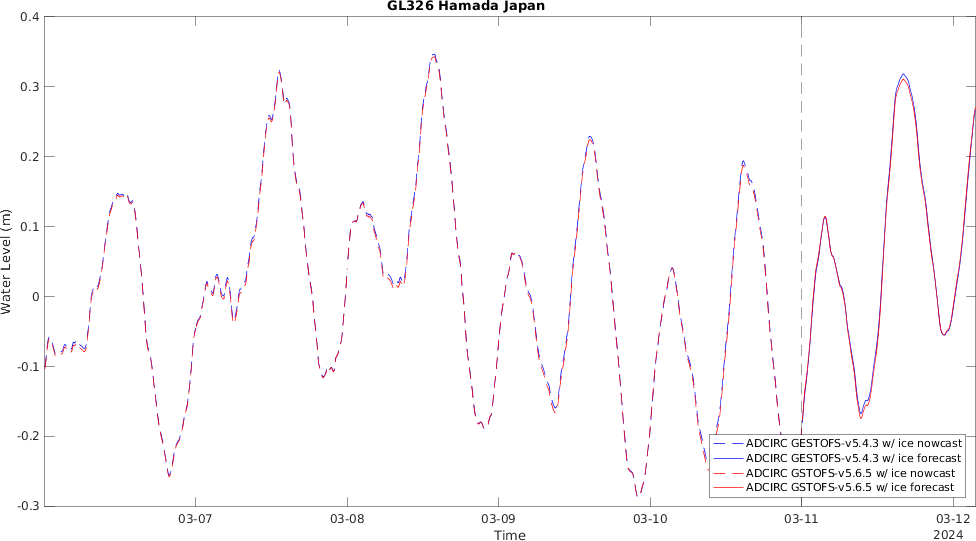 GL326 Hamada Japan
0.4
0.3
0.2
0.1
0
-0.1
-0.2
-0.3
Water Level (m)
ADCIRC GESTOFS-v5.4.3 w/ ice nowcast
ADCIRC GESTOFS-v5.4.3 w/ ice forecast
ADCIRC GSTOFS-v5.6.5 w/ ice nowcast
ADCIRC GSTOFS-v5.6.5 w/ ice forecast
03-07 03-08 03-09 03-10 03-11 03-12
Time 2024